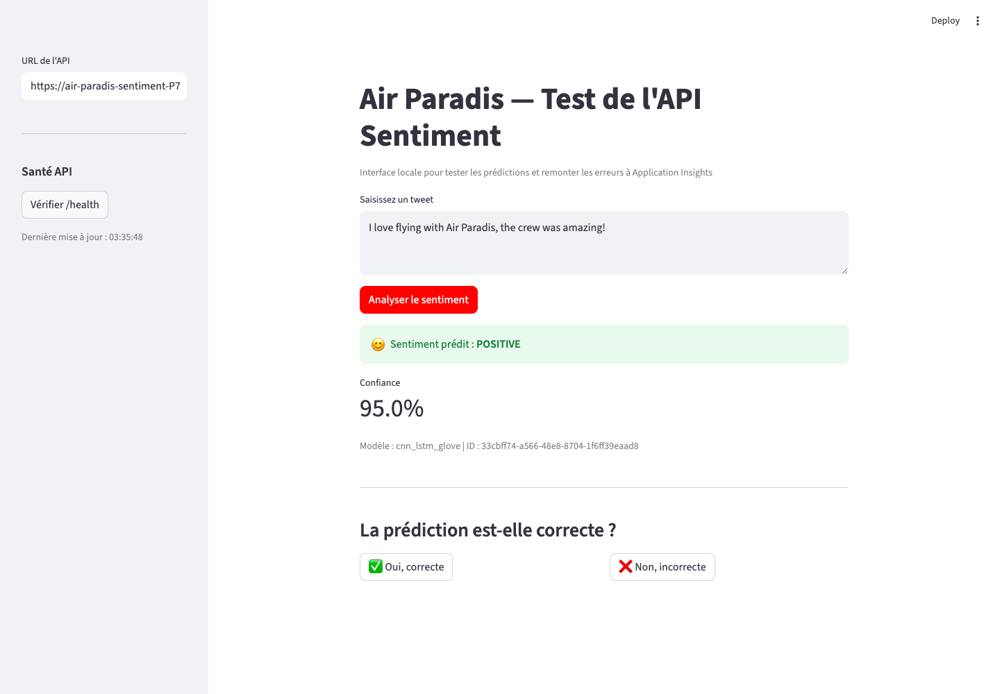 Deploy
URL de l'API
https://air-paradis-sentiment-P7
Santé API
Vérifier /health
Dernière mise à jour : 03:35:48
Air Paradis — Test de l'API
Sentiment
Interface locale pour tester les prédictions et remonter les erreurs à Application Insights
Saisissez un tweet
I love flying with Air Paradis, the crew was amazing!
Analyser le sentiment
😊 Sentiment prédit : POSITIVE
Confiance
95.0%
Modèle : cnn_lstm_glove | ID : 33cbff74-a566-48e8-8704-1f6ff39eaad8
La prédiction est-elle correcte ?
✅ Oui, correcte
❌ Non, incorrecte